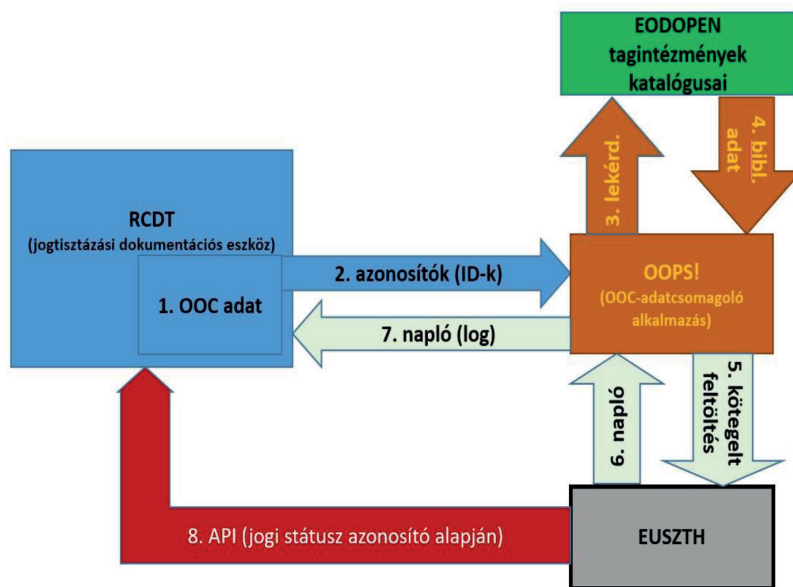 EODOPEN
tagintézmények
katalógusai
3. lekérd.
4. bibl.
adat
RCDT
(jogtisztázási dokumentációs eszköz)
1. OOC adat
2. azonosítók (ID-k)
OOPS!
(OOC-adatcsomagoló
alkalmazás)
7. napló (log)
6. napló
5. kötegelt
feltöltés
8. API (jogi státusz azonosító alapján)
EUSZTH